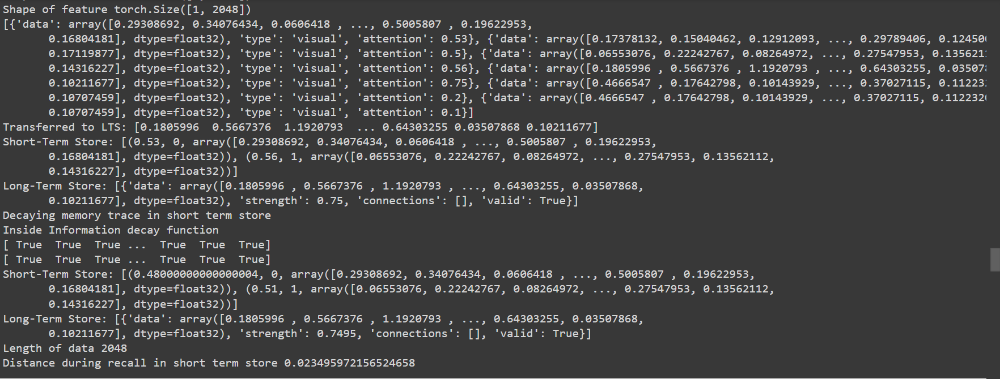 Shape of feature torch.Size([1, 2048])
[{'data': array([0.29308692, 0.34076434, 0.0606418 , ..., 0.5005807 , 0.19622953,
       0.16804181], dtype=float32), 'type': 'visual', 'attention': 0.53}, {'data': array([0.17378132, 0.15040462, 0.12912093, ..., 0.29789406,
       0.17119877], dtype=float32), 'type': 'visual', 'attention': 0.5}, {'data': array([0.06553076, 0.22242767, 0.08264972, ..., 0.27547953,
       0.14316227], dtype=float32), 'type': 'visual', 'attention': 0.56}, {'data': array([0.1805996 , 0.5667376 , 1.1920793 , ..., 0.64303255,
       0.10211677], dtype=float32), 'type': 'visual', 'attention': 0.75}, {'data': array([0.4666547 , 0.17642798, 0.10143929, ..., 0.37027115,
       0.10707459], dtype=float32), 'type': 'visual', 'attention': 0.2}, {'data': array([0.4666547 , 0.17642798, 0.10143929, ..., 0.37027115,
       0.10707459], dtype=float32), 'type': 'visual', 'attention': 0.1}]
Transferred to LTS: [0.1805996  0.5667376  1.1920793  ... 0.64303255 0.03507868 0.10211677]
Short-Term Store: [(0.53, 0, array([0.29308692, 0.34076434, 0.0606418 , ..., 0.5005807 , 0.19622953,
       0.16804181], dtype=float32)), (0.56, 1, array([0.06553076, 0.22242767, 0.08264972, ..., 0.27547953, 0.13562112,
       0.14316227], dtype=float32))]
Long-Term Store: [{'data': array([0.1805996 , 0.5667376 , 1.1920793 , ..., 0.64303255, 0.03507868,
       0.10211677], dtype=float32), 'strength': 0.75, 'connections': [], 'valid': True}]
Decaying memory trace in short term store
Inside Information decay function
[ True  True  True ...  True  True  True]
[ True  True  True ...  True  True  True]
Short-Term Store: [(0.48000000000000004, 0, array([0.29308692, 0.34076434, 0.0606418 , ..., 0.5005807 , 0.19622953,
       0.16804181], dtype=float32)), (0.51, 1, array([0.06553076, 0.22242767, 0.08264972, ..., 0.27547953, 0.13562112,
       0.14316227], dtype=float32))]
Long-Term Store: [{'data': array([0.1805996 , 0.5667376 , 1.1920793 , ..., 0.64303255, 0.03507868,
       0.10211677], dtype=float32), 'strength': 0.7495, 'connections': [], 'valid': True}]
Length of data 2048
Distance during recall in short term store 0.023495972156524658